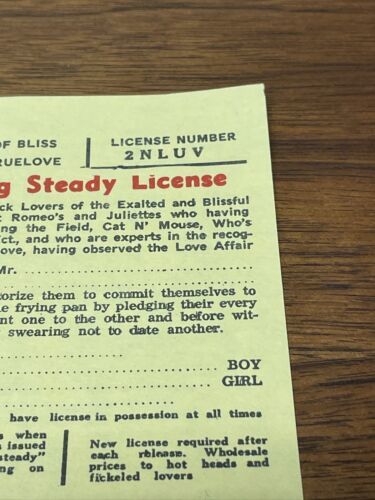 OF BLISS
LICENSE NUMBER
RUELOVE
2NLUV
g Steady License
ck Lovers of the Exalted and Blissful
t Romeo's and Juliettes who having
ing the Field, Cat N' Mouse, Who's
ict., and who are experts in the recog-
ove, having observed the Love Affair
Mr.
orize them to commit themselves to
he frying pan by pledging their every
nt one to the other and before wit-
swearing not to date another.
BOY
GIRL
have license in possession at all times
s when
issued
steady"
ng on
New license required after
each release. Wholesale
prices to hot heads and
fickeled lovers